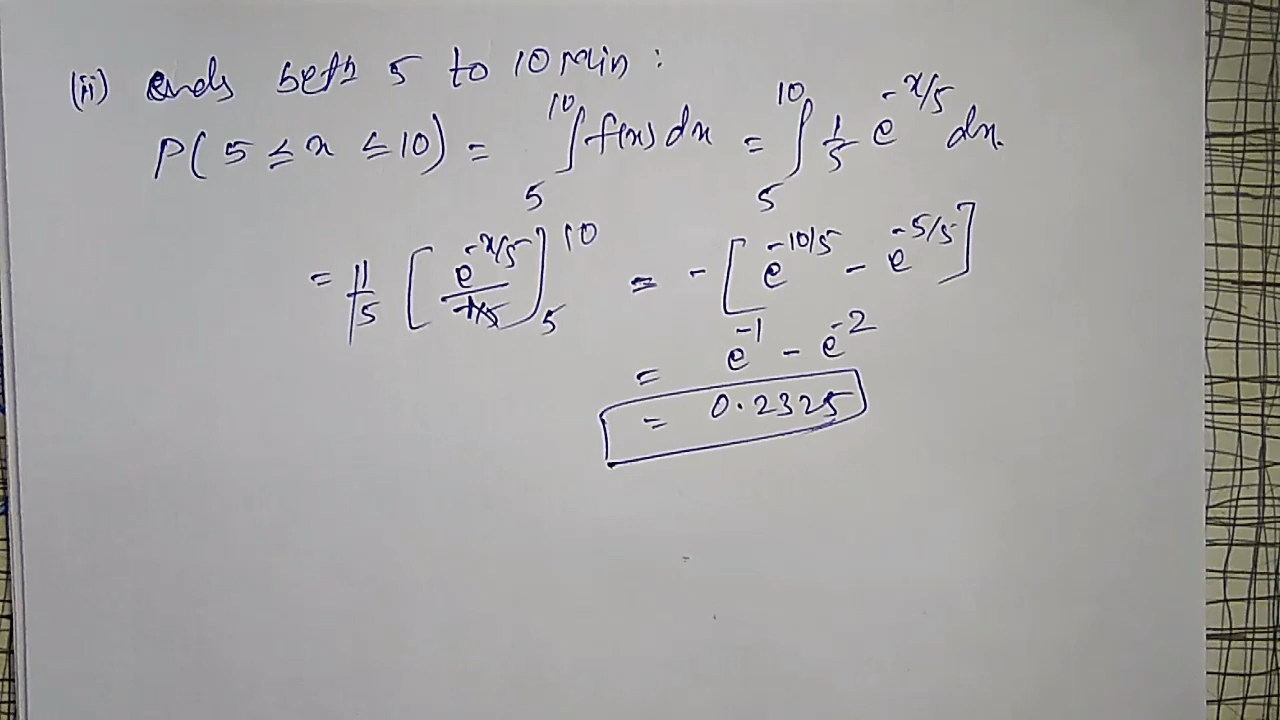 (ii) ends betn 5 to 10 Min :
P( 5 ≤ x ≤ 10) = ₅¹⁰∫ f(x) dx = ₅¹⁰∫ 1/5 e^{-x/5} dx.
= 1/5 [ e^{-x/5} / -1/5 ]₅¹⁰ = - [ e^{-10/5} - e^{-5/5} ]
= e^{-1} - e^{-2}
= 0.2325